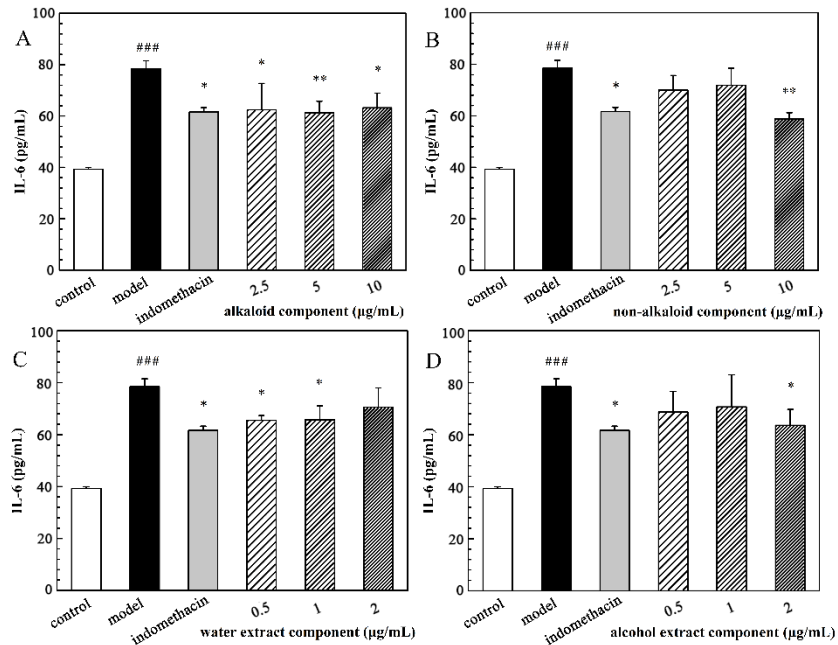 A
100
80
60
40
20
0
IL-6 (pg/mL)
###
*
*
**
*
control
model
indomethacin
2.5
5
10
alkaloid component (µg/mL)
B
100
80
60
40
20
0
IL-6 (pg/mL)
###
*
**
control
model
indomethacin
2.5
5
10
non-alkaloid component (µg/mL)
C
100
80
60
40
20
0
IL-6 (pg/mL)
###
*
*
*
control
model
indomethacin
0.5
1
2
water extract component (µg/mL)
D
100
80
60
40
20
0
IL-6 (pg/mL)
###
*
*
control
model
indomethacin
0.5
1
2
alcohol extract component (µg/mL)